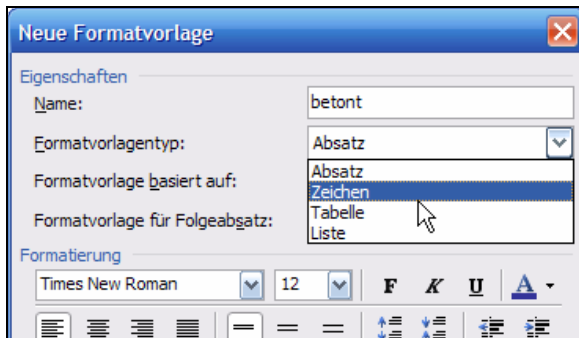 Neue Formatvorlage
Eigenschaften
Name: betont
Formatvorlagentyp: Absatz
Absatz
Formatvorlage basiert auf: Zeichen
Tabelle
Formatvorlage für Folgeabsatz: Liste
Formatierung
Times New Roman 12 F K U A